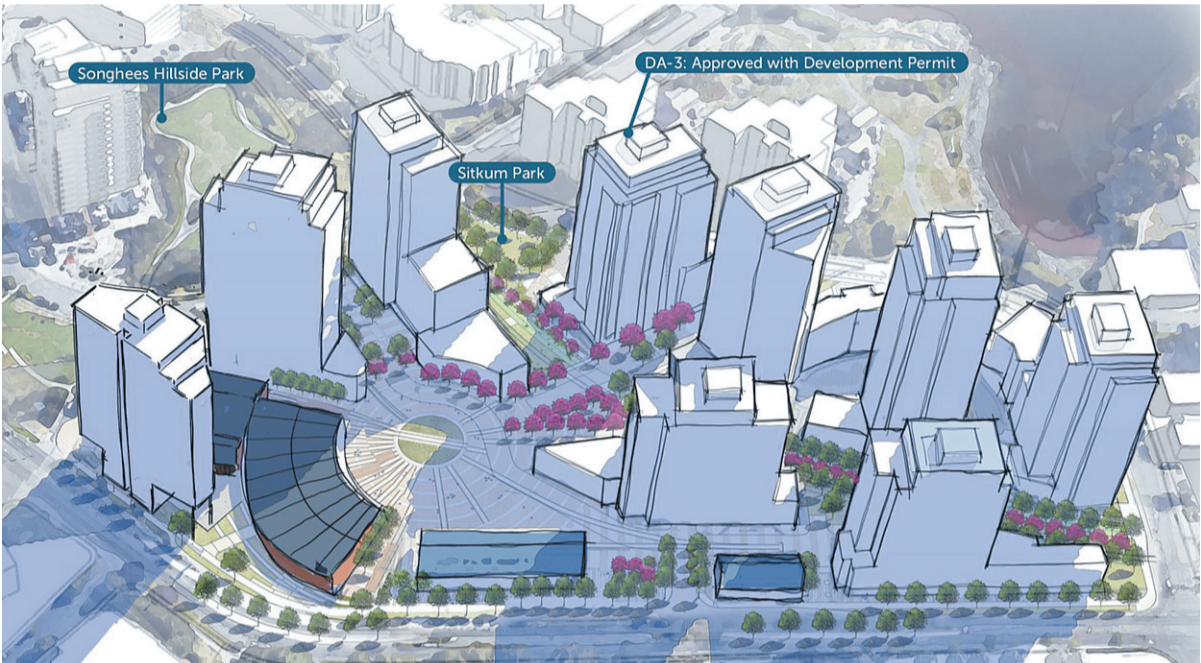 Songhees Hillside Park
DA-3: Approved with Development Permit
Sitkum Park